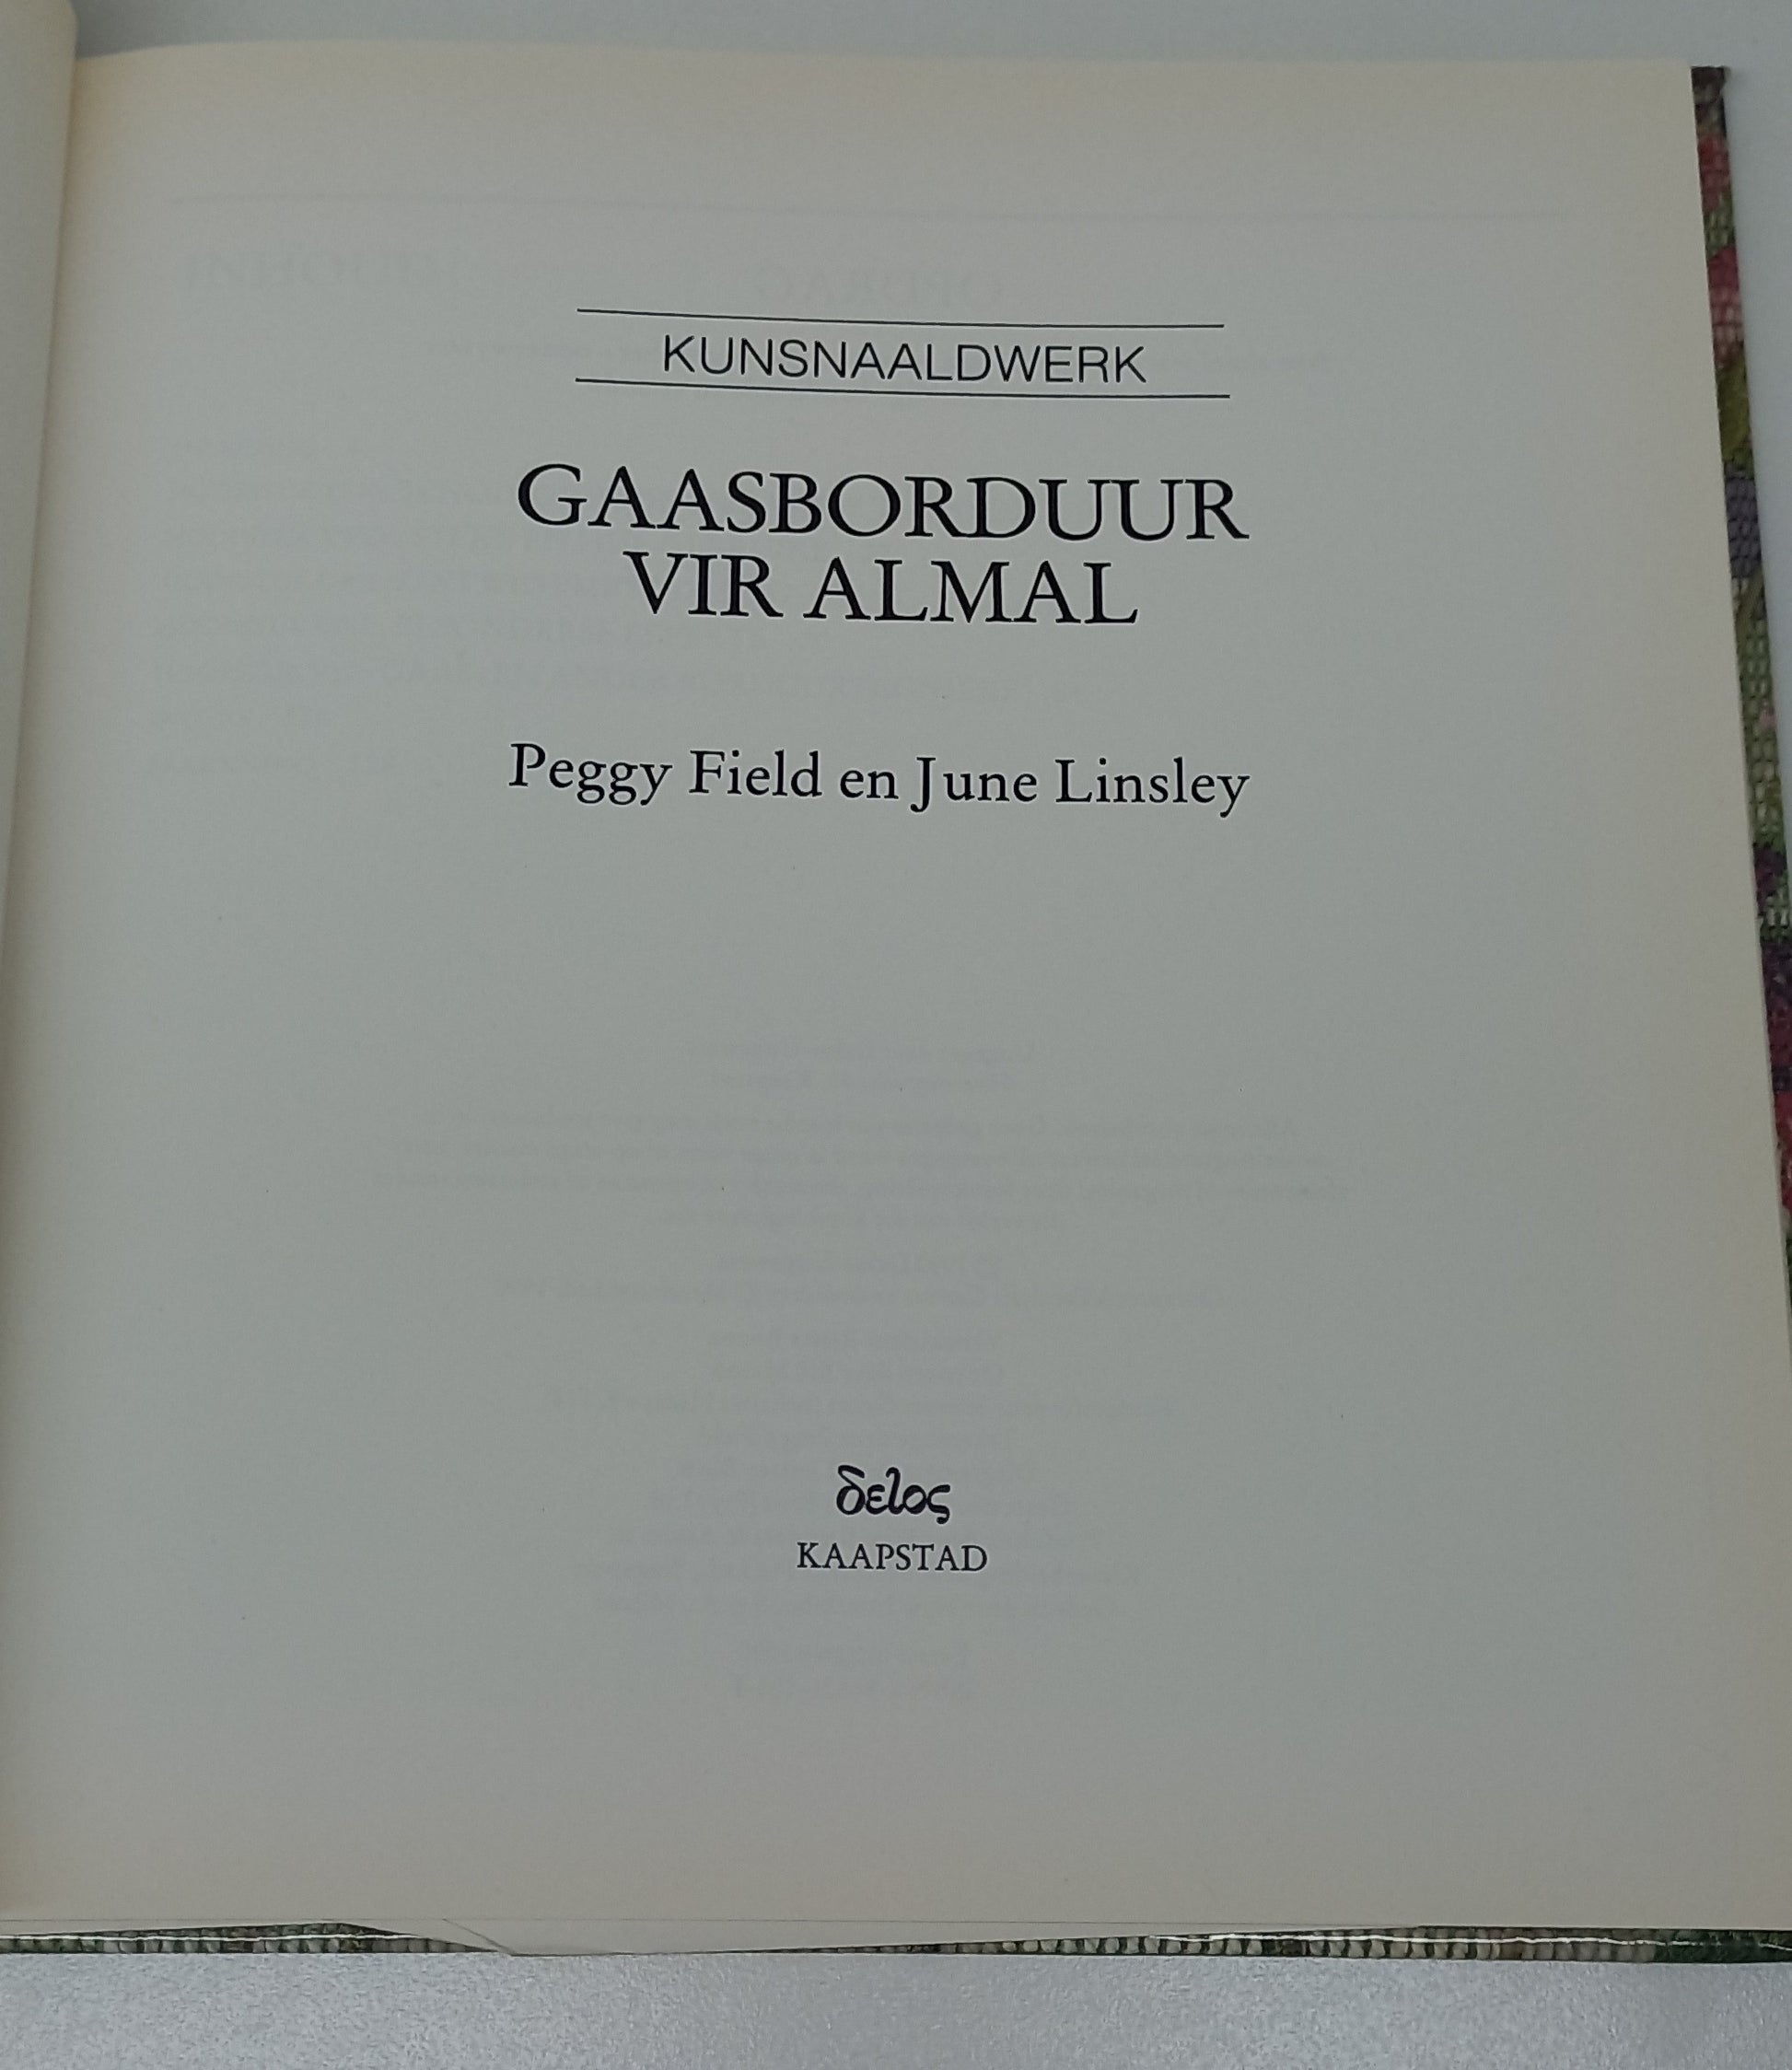 KUNSNAALDWERK
GAASBORDUUR
VIR ALMAL
Peggy Field en June Linsley
δελος
KAAPSTAD